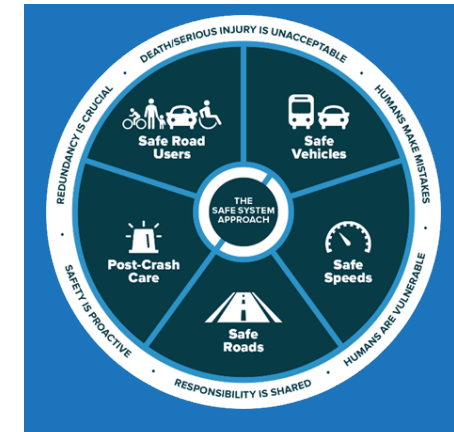 DEATH/SERIOUS INJURY IS UNACCEPTABLE
HUMANS MAKE MISTAKES
HUMANS ARE VULNERABLE
RESPONSIBILITY IS SHARED
SAFETY IS PROACTIVE
REDUNDANCY IS CRUCIAL
Safe Road
Users
Safe
Vehicles
Safe
Speeds
Safe
Roads
Post-Crash
Care
THE
SAFE SYSTEM
APPROACH